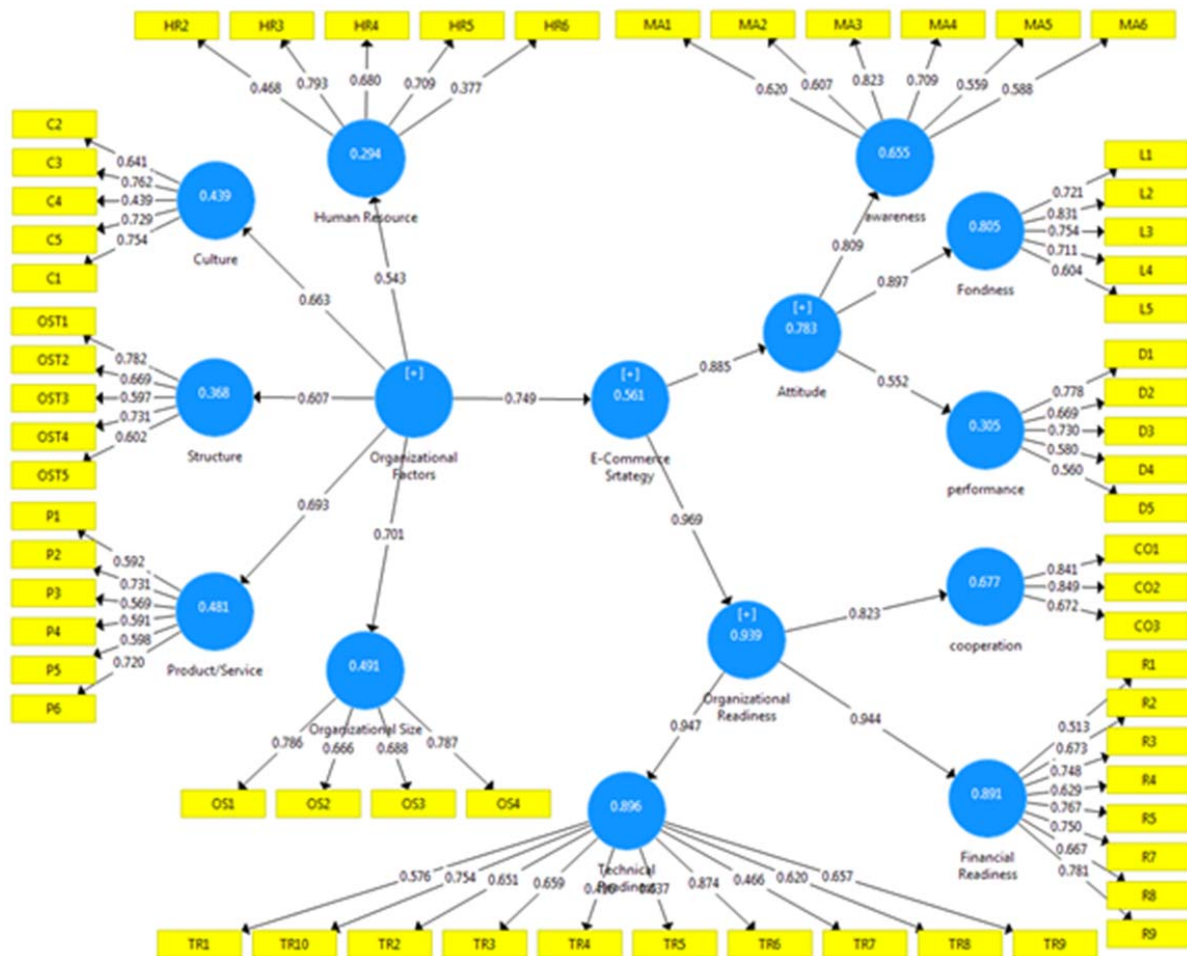 HR2 HR3 HR4 HR5 HR6 MA1 MA2 MA3 MA4 MA5 MA6
0.468 0.793 0.680 0.709 0.377
0.620 0.607 0.823 0.709 0.559 0.588
0.294
Human Resource
0.655
awareness
C2
C3
C4
C5
C1
0.641
0.762
0.439
0.729
0.754
0.439
Culture
L1
L2
L3
L4
L5
0.721
0.831
0.754
0.711
0.604
0.805
Fondness
0.543
0.663
0.809
0.897
[+]
0.783
Attitude
OST1
OST2
OST3
OST4
OST5
0.782
0.669
0.597
0.731
0.602
0.368
Structure
0.607
[+]
Organizational
Factors
0.749
[+]
0.561
E-Commerce
Srtategy
0.885
0.552
D1
D2
D3
D4
D5
0.778
0.669
0.730
0.580
0.560
0.305
performance
0.693
0.701
0.969
P1
P2
P3
P4
P5
P6
0.592
0.731
0.569
0.591
0.598
0.720
0.481
Product/Service
0.491
Organizational Size
0.786 0.666 0.688 0.787
OS1 OS2 OS3 OS4
CO1
CO2
CO3
0.841
0.849
0.672
0.677
cooperation
0.823
[+]
0.939
Organizational
Readiness
0.947
0.944
R1
R2
R3
R4
R5
R7
R8
R9
0.513
0.673
0.748
0.629
0.767
0.750
0.667
0.781
0.891
Financial
Readiness
0.896
Technical
0.576 0.754 0.651 0.659 0.874 0.466 0.620 0.657
TR1 TR10 TR2 TR3 TR4 TR5 TR6 TR7 TR8 TR9